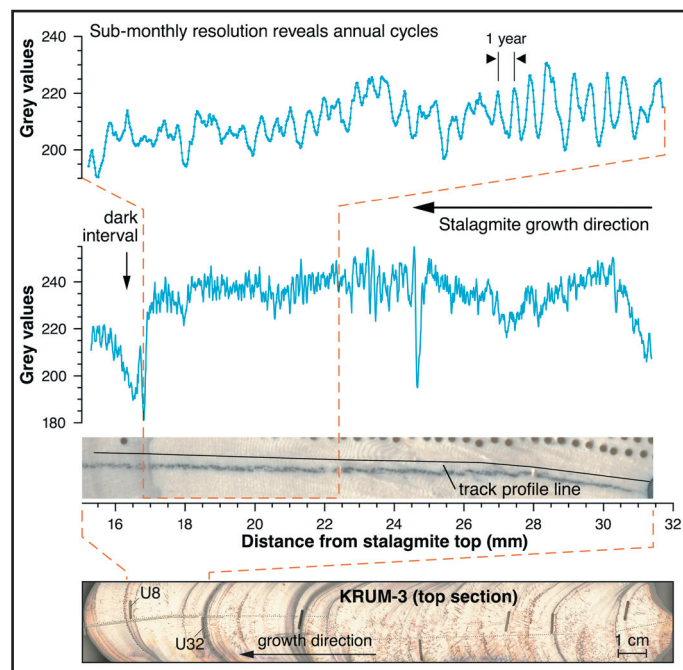 Sub-monthly resolution reveals annual cycles
1 year
240
220
200
Grey values
Stalagmite growth direction
dark
interval
240
220
200
180
Grey values
track profile line
16 18 20 22 24 26 28 30 32
Distance from stalagmite top (mm)
U8
KRUM-3 (top section)
U32
growth direction
1 cm